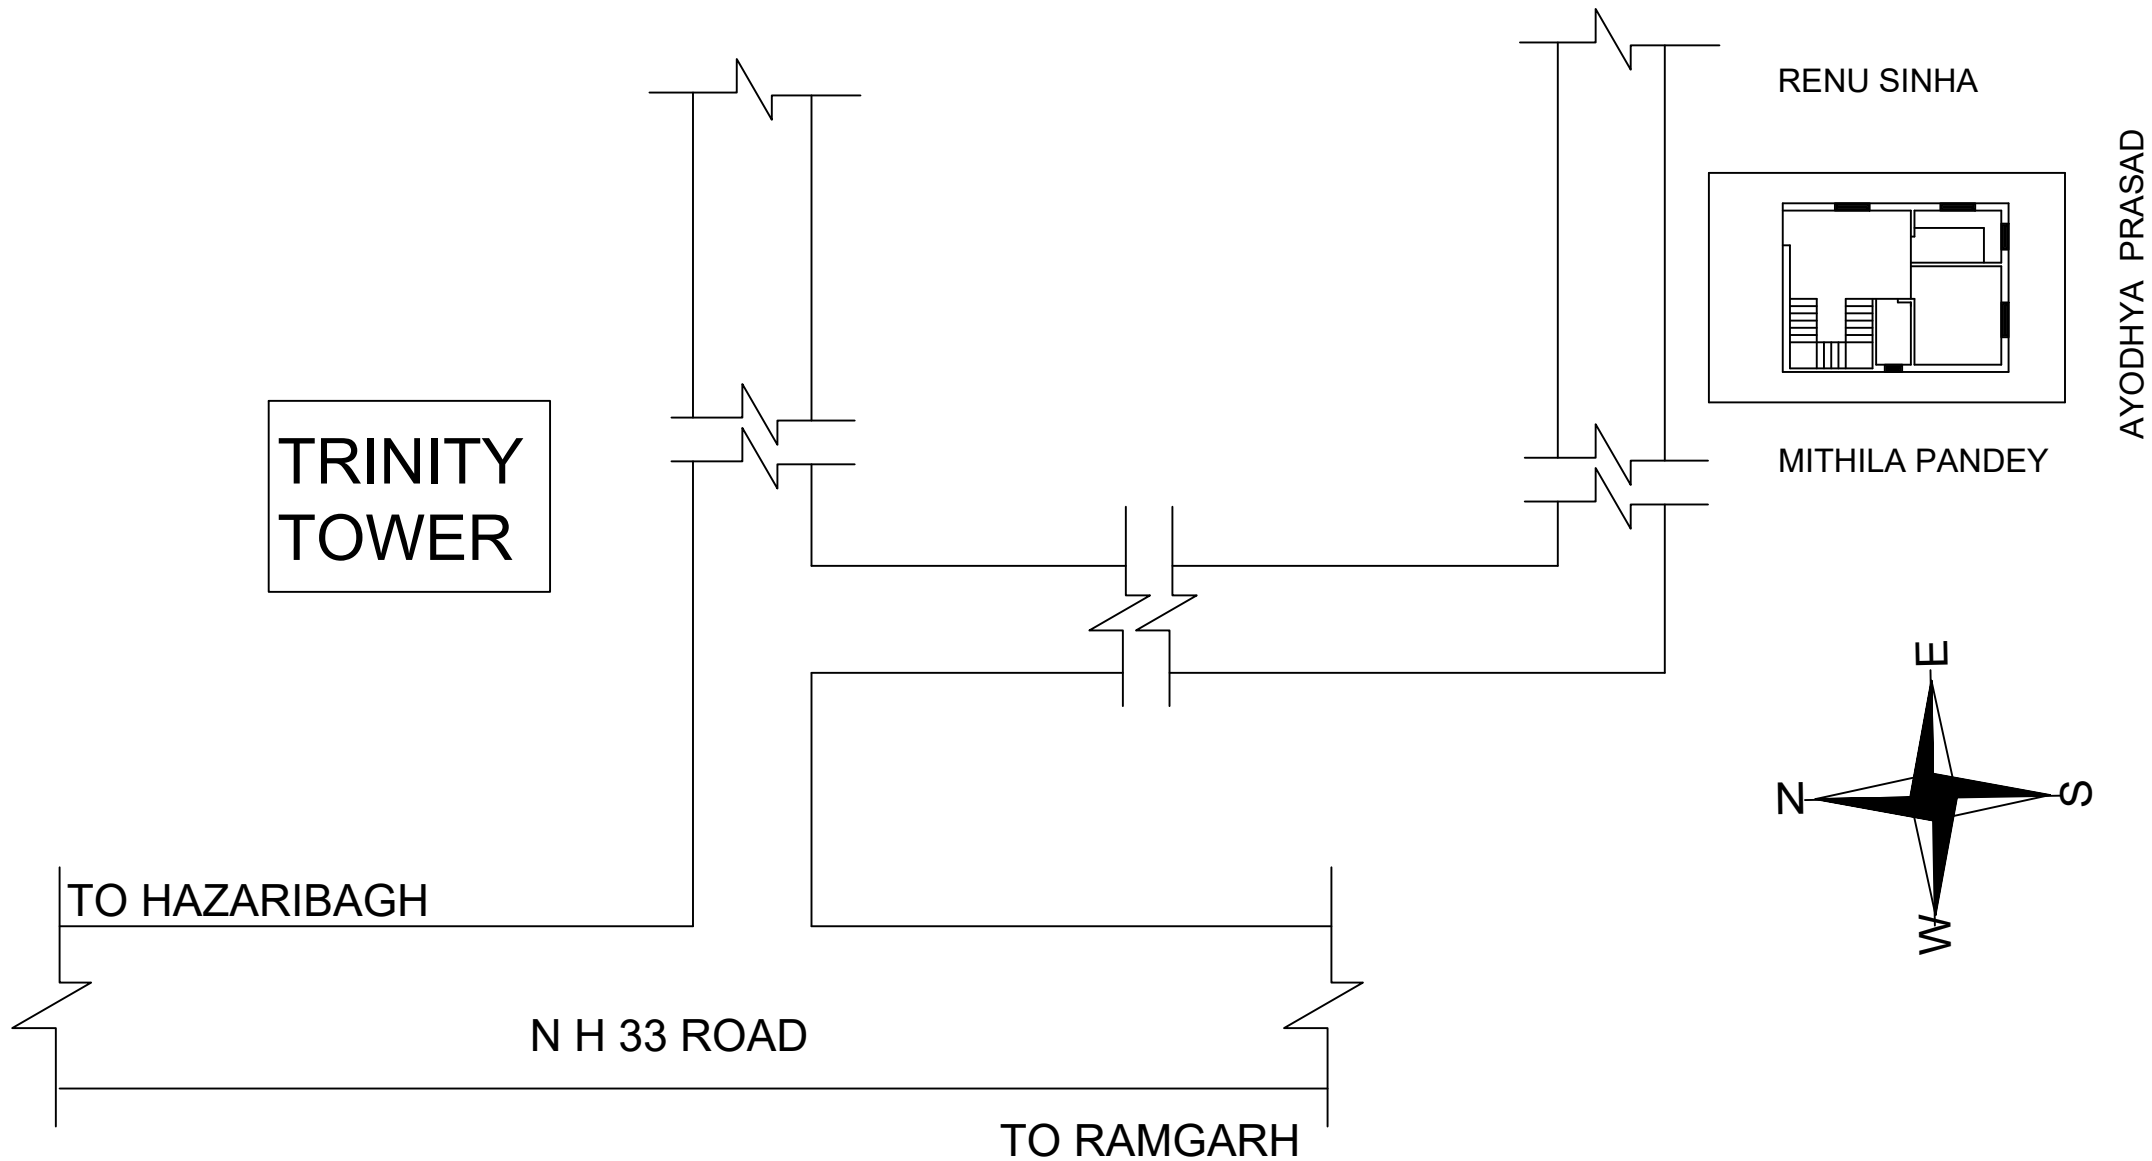 RENU SINHA
AYODHYA PRASAD
TRINITY
TOWER
MITHILA PANDEY
E
N
S
W
TO HAZARIBAGH
N H 33 ROAD
TO RAMGARH